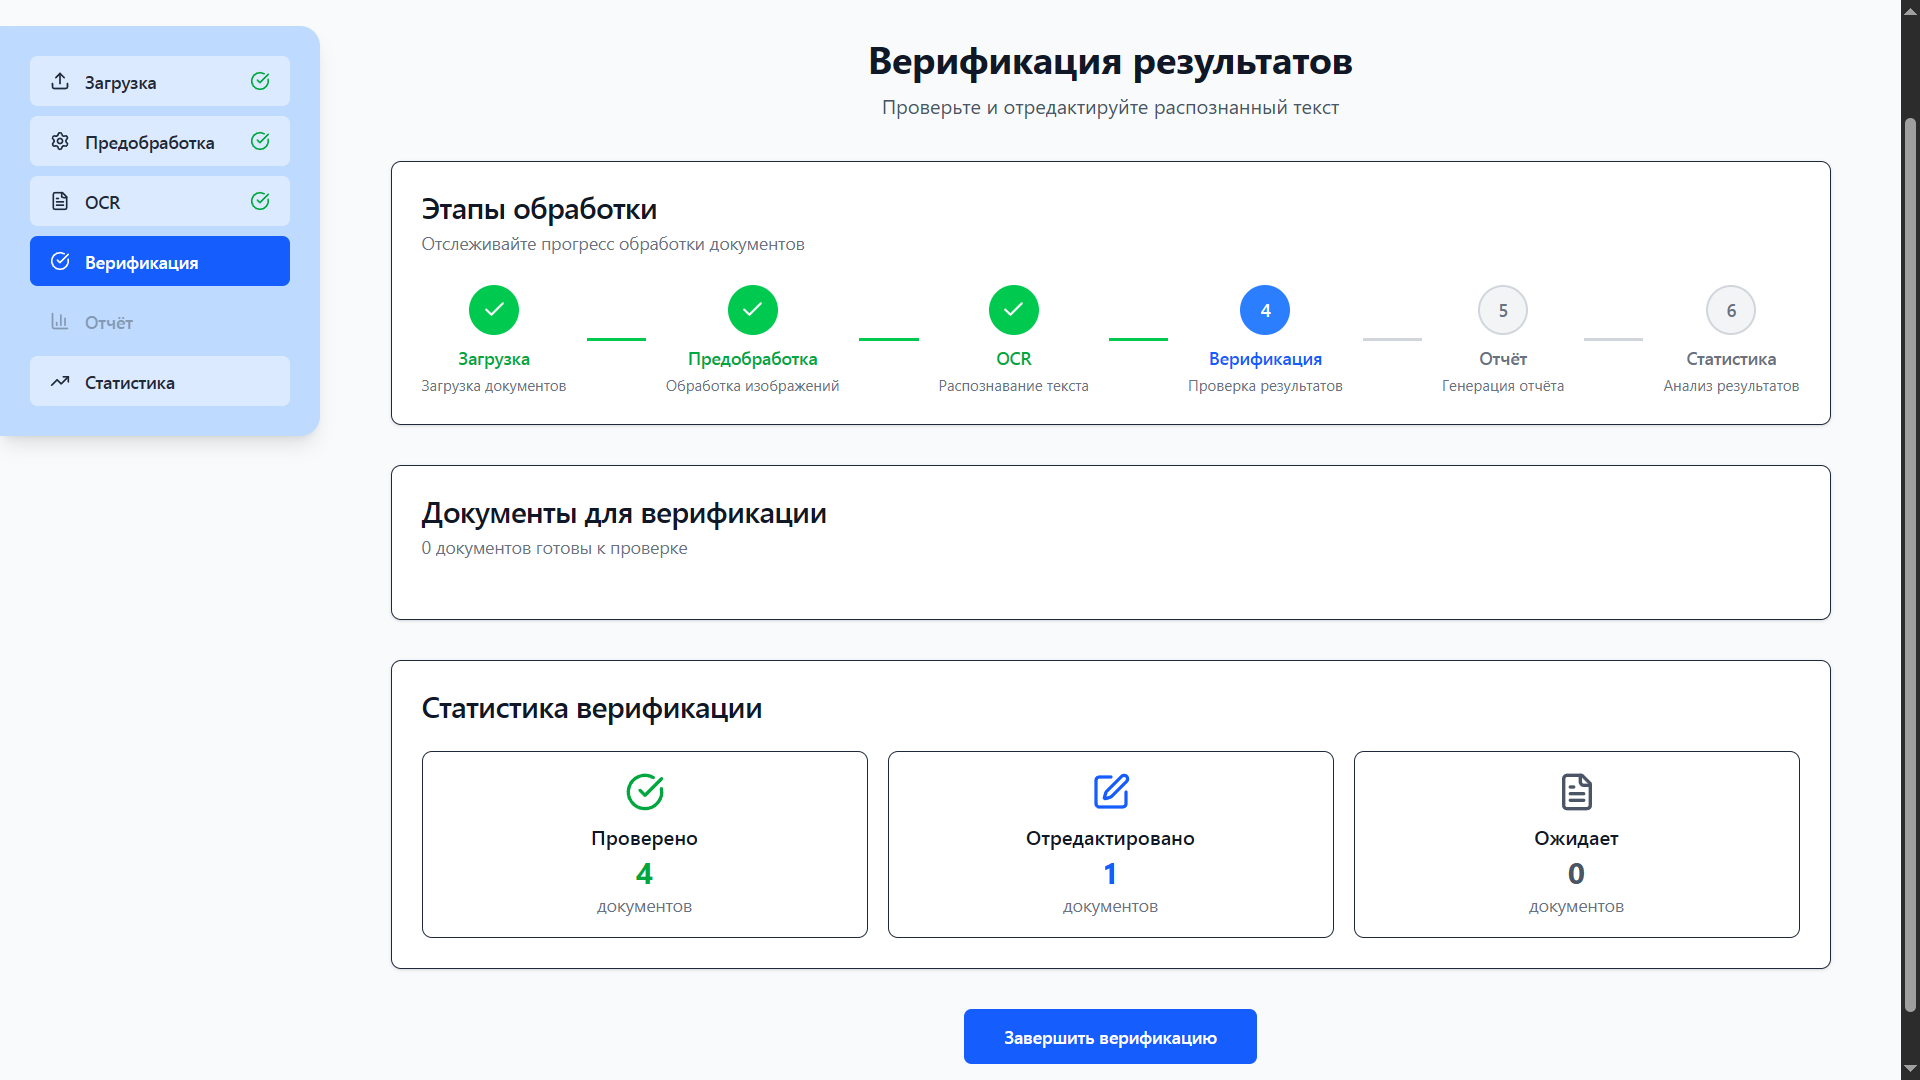 Загрузка
Предобработка
OCR
Верификация
Отчёт
Статистика
Верификация результатов
Проверьте и отредактируйте распознанный текст
Этапы обработки
Отслеживайте прогресс обработки документов
4
5
6
Загрузка
Предобработка
OCR
Верификация
Отчёт
Статистика
Загрузка документов
Обработка изображений
Распознавание текста
Проверка результатов
Генерация отчёта
Анализ результатов
Документы для верификации
0 документов готовы к проверке
Статистика верификации
Проверено
4
документов
Отредактировано
1
документов
Ожидает
0
документов
Завершить верификацию